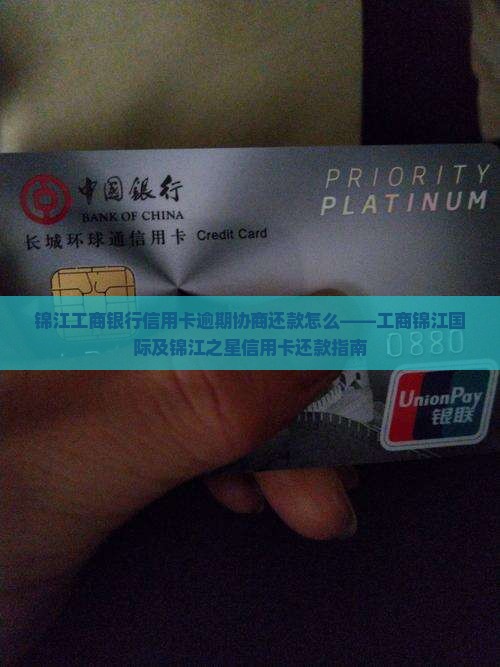 PRIORITY
PLATINUM
中国银行
BANK OF CHINA
长城环球通信用卡 Credit Card
锦江工商银行信用卡逾期协商还款怎么——工商锦江国
际及锦江之星信用卡还款指南
0880
UnionPay
银联